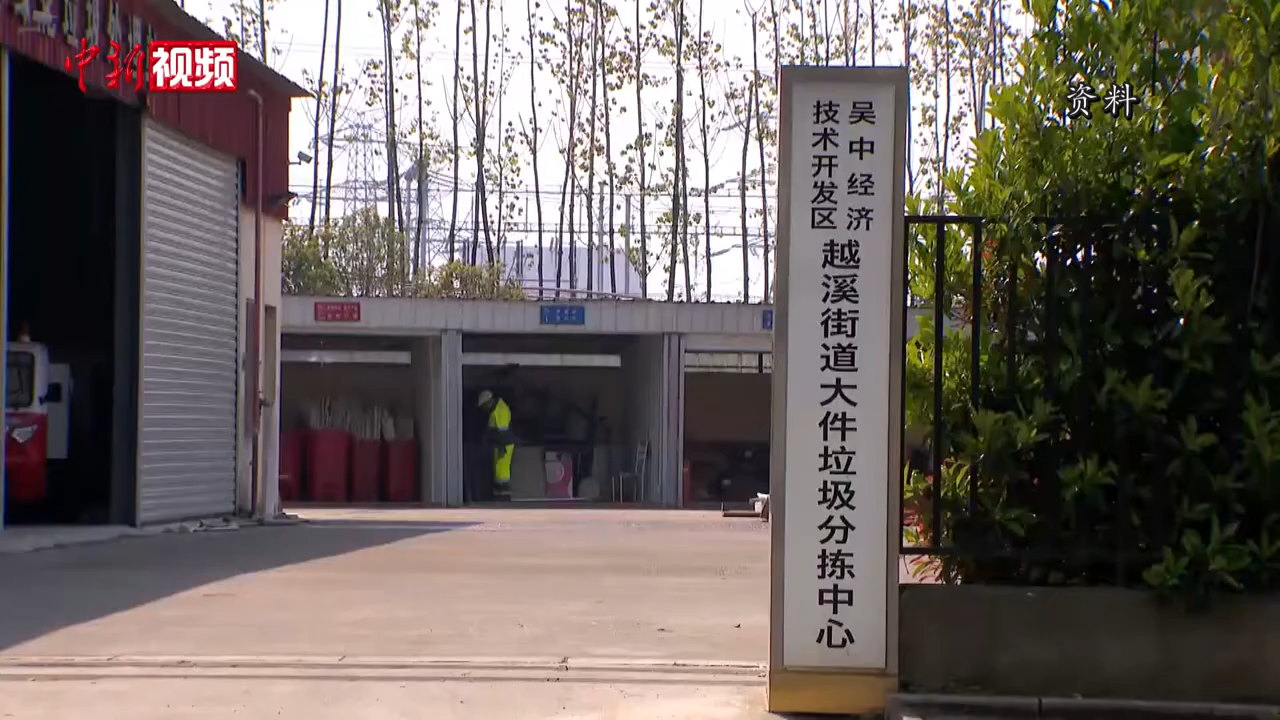 中新视频
资料
吴中经济
技术开发区
越溪街道大件垃圾分拣中心